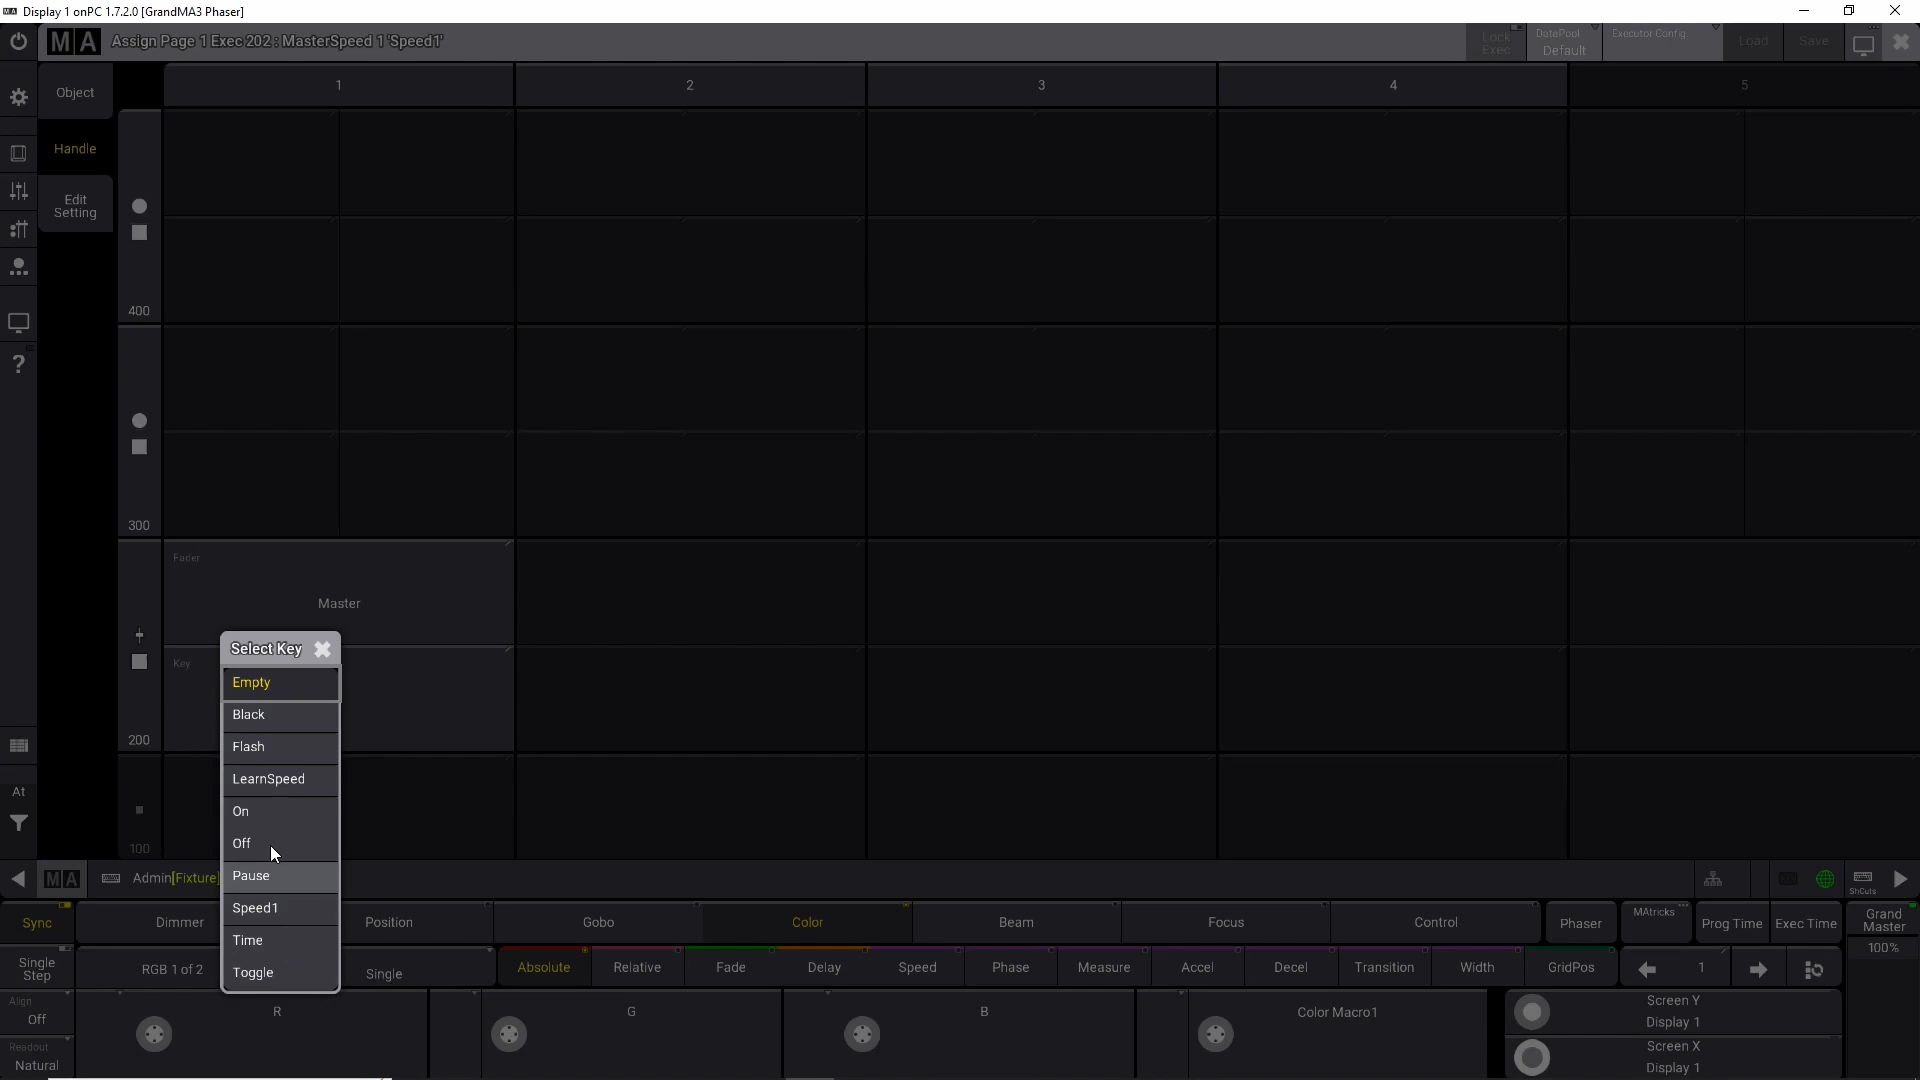 Display 1 onPC 1.7.2.0 [GrandMA3 Phaser]
MA Assign Page 1 Exec 202 : MasterSpeed 1 'Speed1'
Lock Exec
DataPool
Default
Executor Config
Load
Save
Object
Handle
Edit Setting
1 2 3 4 5
400
300
Fader
Master
Key
200
100
Select Key
Empty
Black
Flash
LearnSpeed
On
Off
Pause
Speed1
Time
Toggle
?
At
MA Admin[Fixture]
ShCuts
Sync
Dimmer Position Gobo Color Beam Focus Control
Phaser
MAtricks
Prog Time
Exec Time
Grand Master
100%
Single Step
RGB 1 of 2
Single
Absolute Relative Fade Delay Speed Phase Measure Accel Decel Transition Width GridPos
1
Align
Off
R
G
B
Color Macro1
Screen Y
Display 1
Readout
Natural
Screen X
Display 1